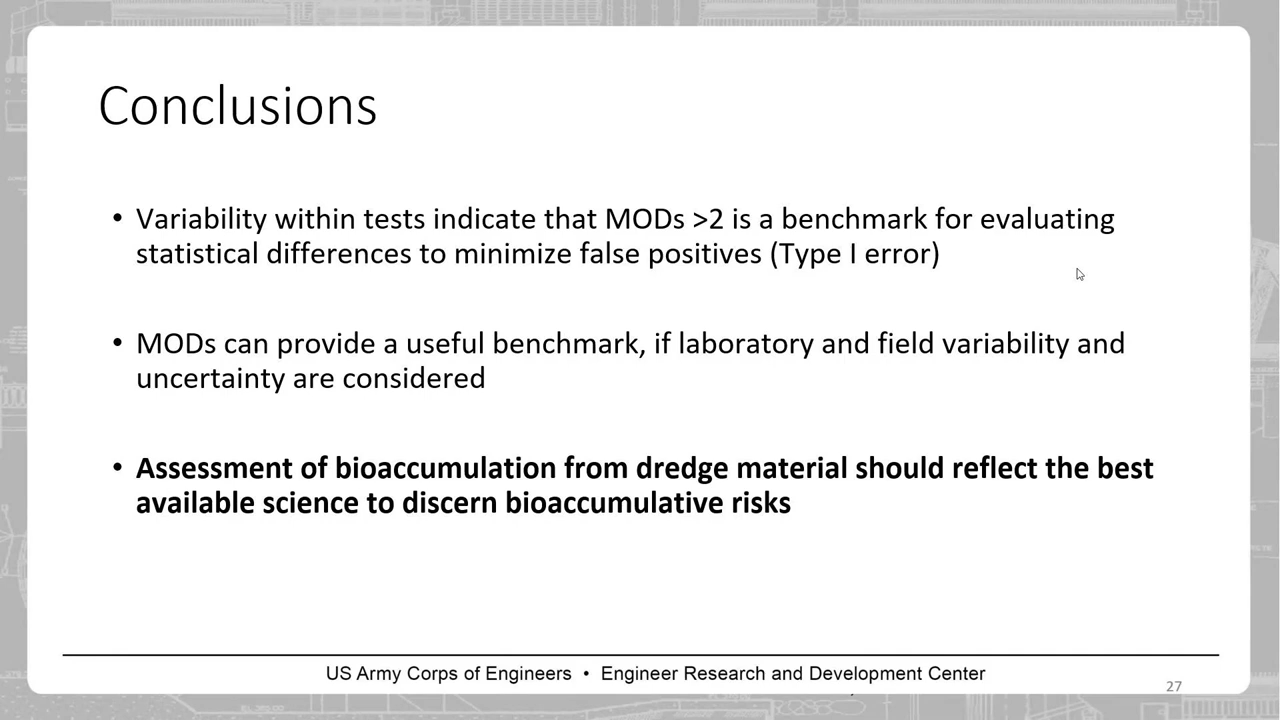 Conclusions
• Variability within tests indicate that MODs >2 is a benchmark for evaluating
statistical differences to minimize false positives (Type I error)
• MODs can provide a useful benchmark, if laboratory and field variability and
uncertainty are considered
• Assessment of bioaccumulation from dredge material should reflect the best
available science to discern bioaccumulative risks
US Army Corps of Engineers • Engineer Research and Development Center
27